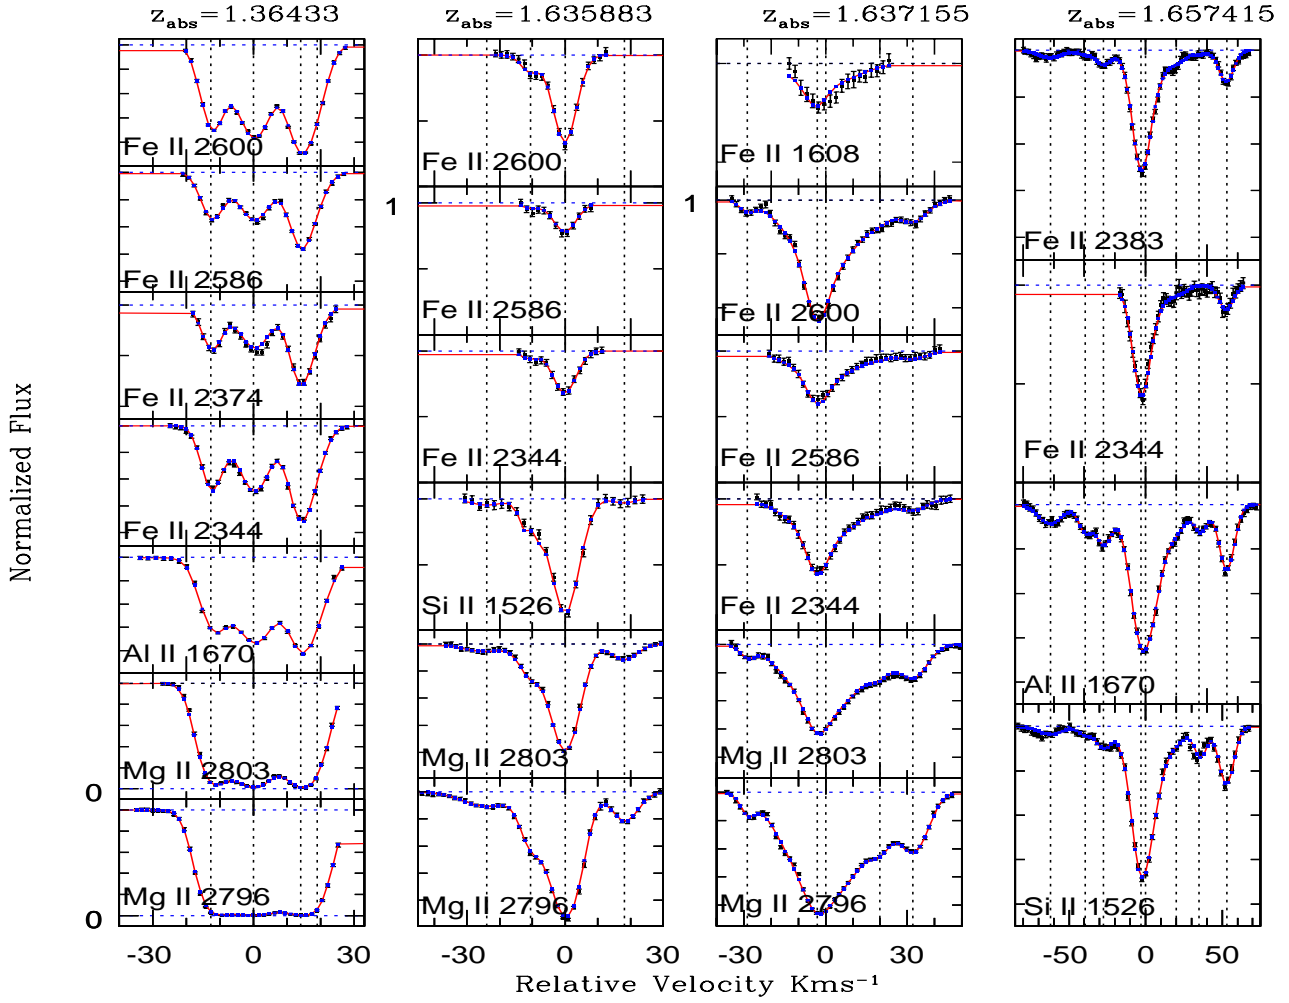 z_abs=1.36433
z_abs=1.635883
z_abs=1.637155
z_abs=1.657415
Fe II 2600
Fe II 2586
Fe II 2374
Fe II 2344
Al II 1670
Mg II 2803
0
Mg II 2796
0
-30 0 30
1
Fe II 2600
Fe II 2586
Fe II 2344
Si II 1526
Mg II 2803
Mg II 2796
-30 0 30
1
Fe II 1608
Fe II 2600
Fe II 2586
Fe II 2344
Mg II 2803
Mg II 2796
-30 0 30
Fe II 2383
Fe II 2344
Al II 1670
Si II 1526
-50 0 50
Normalized Flux
Relative Velocity Kms⁻¹